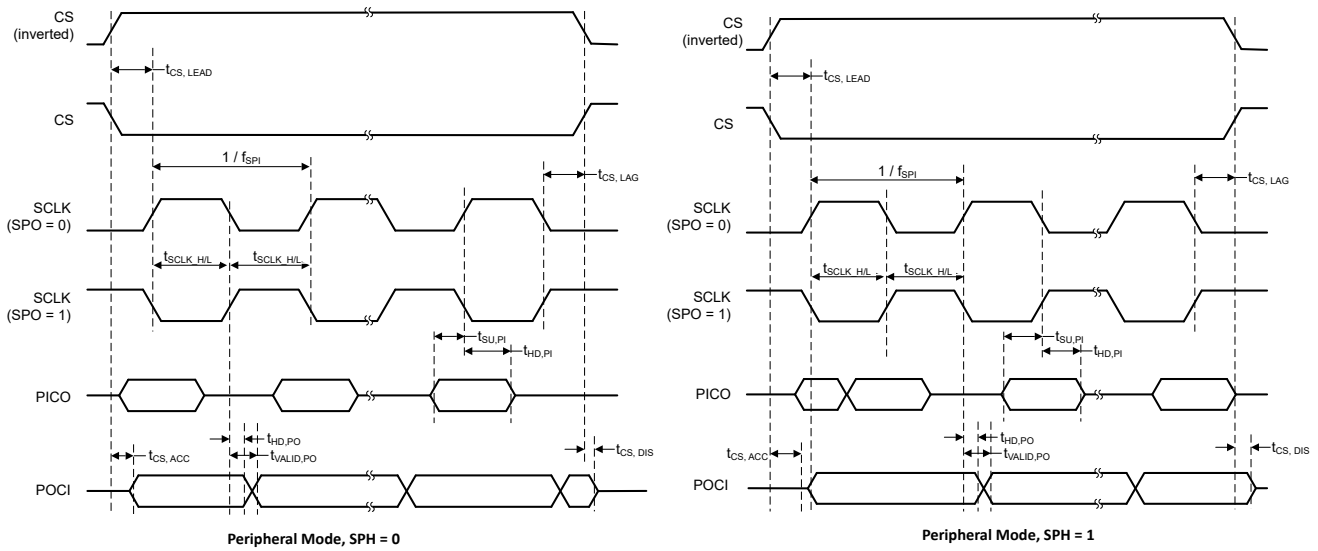 CS
(inverted)
tCS, LEAD
CS
1 / fSPI
tCS, LAG
SCLK
(SPO = 0)
tSCLK_H/L
tSCLK_H/L
SCLK
(SPO = 1)
tSU,PI
tHD,PI
PICO
tHD,PO
tVALID,PO
tCS, ACC
tCS, DIS
POCI
Peripheral Mode, SPH = 0
CS
(inverted)
tCS, LEAD
CS
1 / fSPI
tCS, LAG
SCLK
(SPO = 0)
tSCLK_H/L
tSCLK_H/L
SCLK
(SPO = 1)
tSU,PI
tHD,PI
PICO
tHD,PO
tVALID,PO
tCS, ACC
tCS, DIS
POCI
Peripheral Mode, SPH = 1